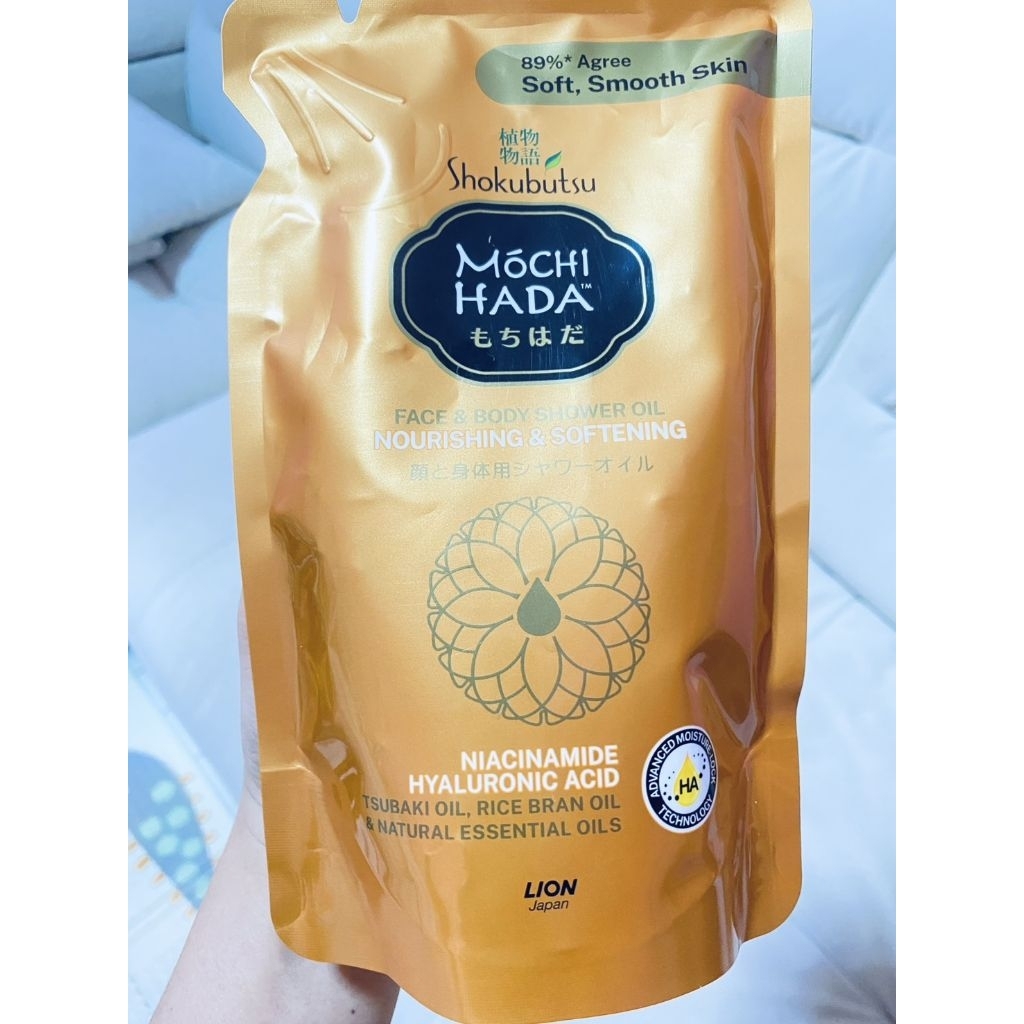 89%* Agree
Soft, Smooth Skin
植物
物語
Shokubutsu
MóCHI
HADA™
もちはだ
FACE & BODY SHOWER OIL
NOURISHING & SOFTENING
顔と身体用シャワーオイル
NIACINAMIDE
HYALURONIC ACID
TSUBAKI OIL, RICE BRAN OIL
& NATURAL ESSENTIAL OILS
ADVANCED MOISTURE LOCK
HA
TECHNOLOGY
LION
Japan